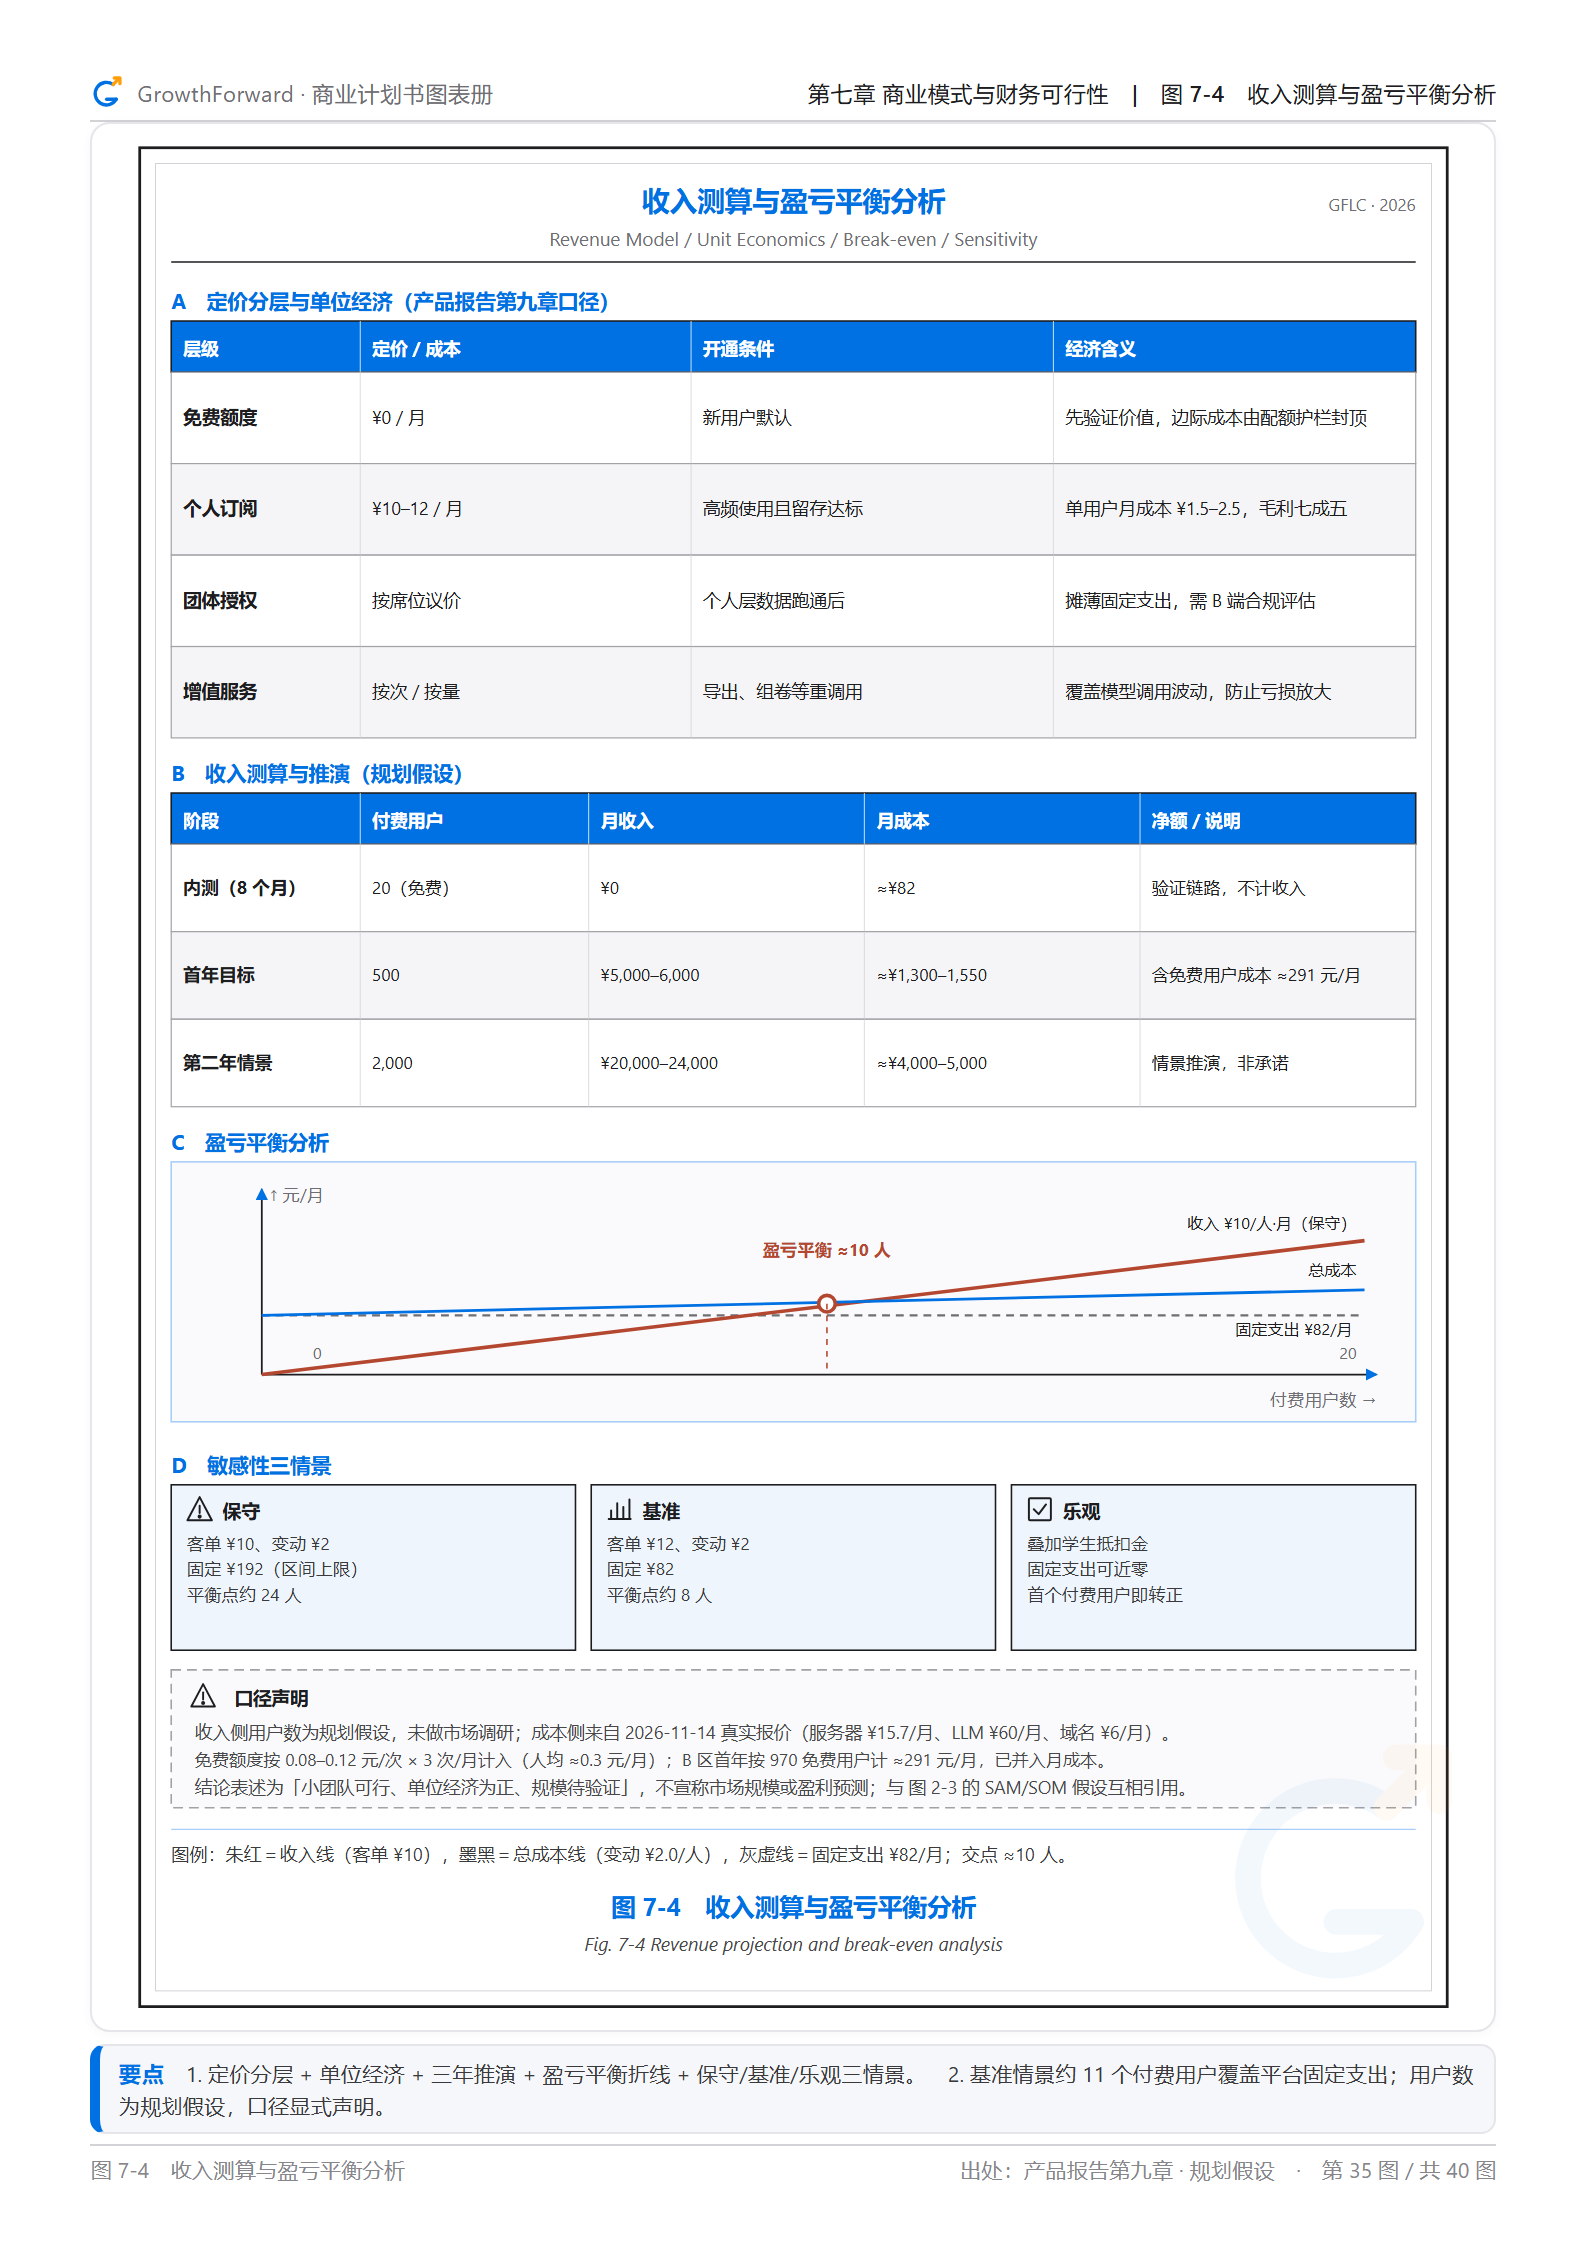 GrowthForward · 商业计划书图表册
第七章 商业模式与财务可行性 | 图 7-4 收入测算与盈亏平衡分析
收入测算与盈亏平衡分析
GFLC · 2026
Revenue Model / Unit Economics / Break-even / Sensitivity
A 定价分层与单位经济（产品报告第九章口径）
层级 定价 / 成本 开通条件 经济含义
免费额度 ¥0 / 月 新用户默认 先验证价值，边际成本由配额护栏封顶
个人订阅 ¥10–12 / 月 高频使用且留存达标 单用户月成本 ¥1.5–2.5，毛利七成五
团体授权 按席位议价 个人层数据跑通后 摊薄固定支出，需 B 端合规评估
增值服务 按次 / 按量 导出、组卷等重调用 覆盖模型调用波动，防止亏损放大
B 收入测算与推演（规划假设）
阶段 付费用户 月收入 月成本 净额 / 说明
内测（8 个月） 20（免费） ¥0 ≈¥82 验证链路，不计收入
首年目标 500 ¥5,000–6,000 ≈¥1,300–1,550 含免费用户成本 ≈291 元/月
第二年情景 2,000 ¥20,000–24,000 ≈¥4,000–5,000 情景推演，非承诺
C 盈亏平衡分析
↑ 元/月
收入 ¥10/人·月（保守）
盈亏平衡 ≈10 人
总成本
固定支出 ¥82/月
0 20
付费用户数 →
D 敏感性三情景
保守
客单 ¥10、变动 ¥2
固定 ¥192（区间上限）
平衡点约 24 人
基准
客单 ¥12、变动 ¥2
固定 ¥82
平衡点约 8 人
乐观
叠加学生抵扣金
固定支出可近零
首个付费用户即转正
口径声明
收入侧用户数为规划假设，未做市场调研；成本侧来自 2026-11-14 真实报价（服务器 ¥15.7/月、LLM ¥60/月、域名 ¥6/月）。
免费额度按 0.08–0.12 元/次 × 3 次/月计入（人均 ≈0.3 元/月）；B 区首年按 970 免费用户计 ≈291 元/月，已并入月成本。
结论表述为「小团队可行、单位经济为正、规模待验证」，不宣称市场规模或盈利预测；与 图 2-3 的 SAM/SOM 假设互相引用。
图例：朱红＝收入线（客单 ¥10），墨黑＝总成本线（变动 ¥2.0/人），灰虚线＝固定支出 ¥82/月；交点 ≈10 人。
图 7-4 收入测算与盈亏平衡分析
Fig. 7-4 Revenue projection and break-even analysis
要点 1. 定价分层 + 单位经济 + 三年推演 + 盈亏平衡折线 + 保守/基准/乐观三情景。 2. 基准情景约 11 个付费用户覆盖平台固定支出；用户数
为规划假设，口径显式声明。
图 7-4 收入测算与盈亏平衡分析
出处：产品报告第九章 · 规划假设 · 第 35 图 / 共 40 图